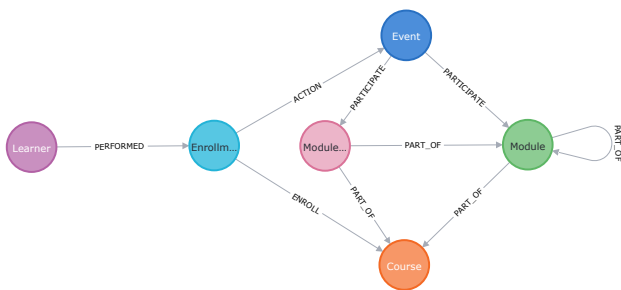 Event
ACTION
PARTICIPATE
PARTICIPATE
Learner
PERFORMED
Enrollm...
Module...
PART_OF
Module
PART_OF
ENROLL
PART_OF
PART_OF
Course